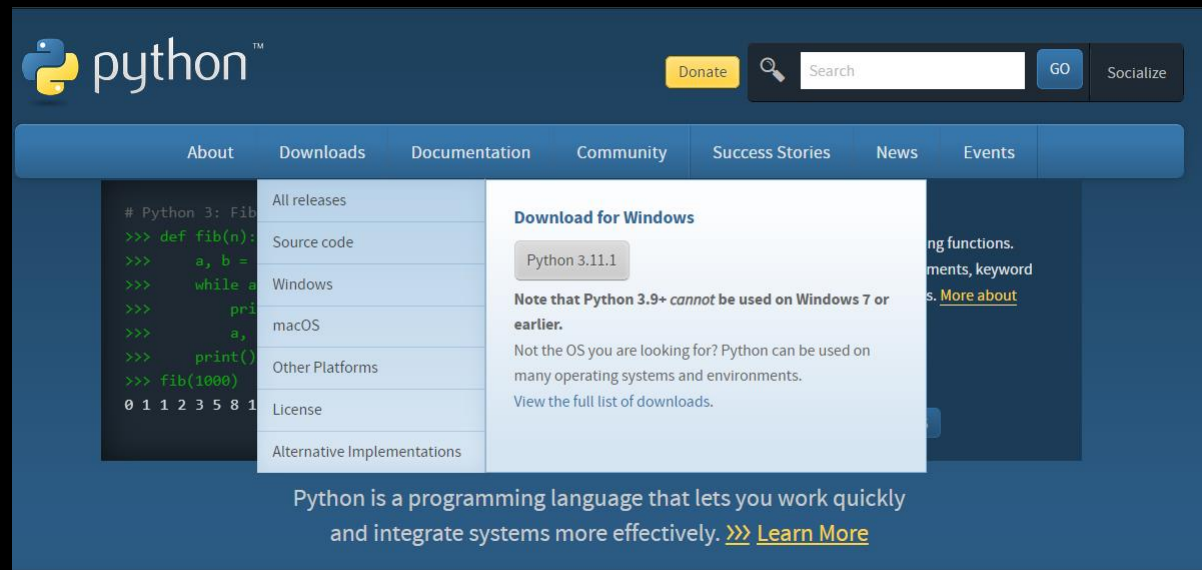 python™
Donate
Search
GO
Socialize
About Downloads Documentation Community Success Stories News Events
# Python 3: Fib
>>> def fib(n):
>>> a, b =
>>> while a
>>> pri
>>> a,
>>> print()
>>> fib(1000)
0 1 1 2 3 5 8 1
All releases
Source code
Windows
macOS
Other Platforms
License
Alternative Implementations
Download for Windows
Python 3.11.1
Note that Python 3.9+ cannot be used on Windows 7 or
earlier.
Not the OS you are looking for? Python can be used on
many operating systems and environments.
View the full list of downloads.
ng functions.
ments, keyword
s. More about
Python is a programming language that lets you work quickly
and integrate systems more effectively. >>> Learn More